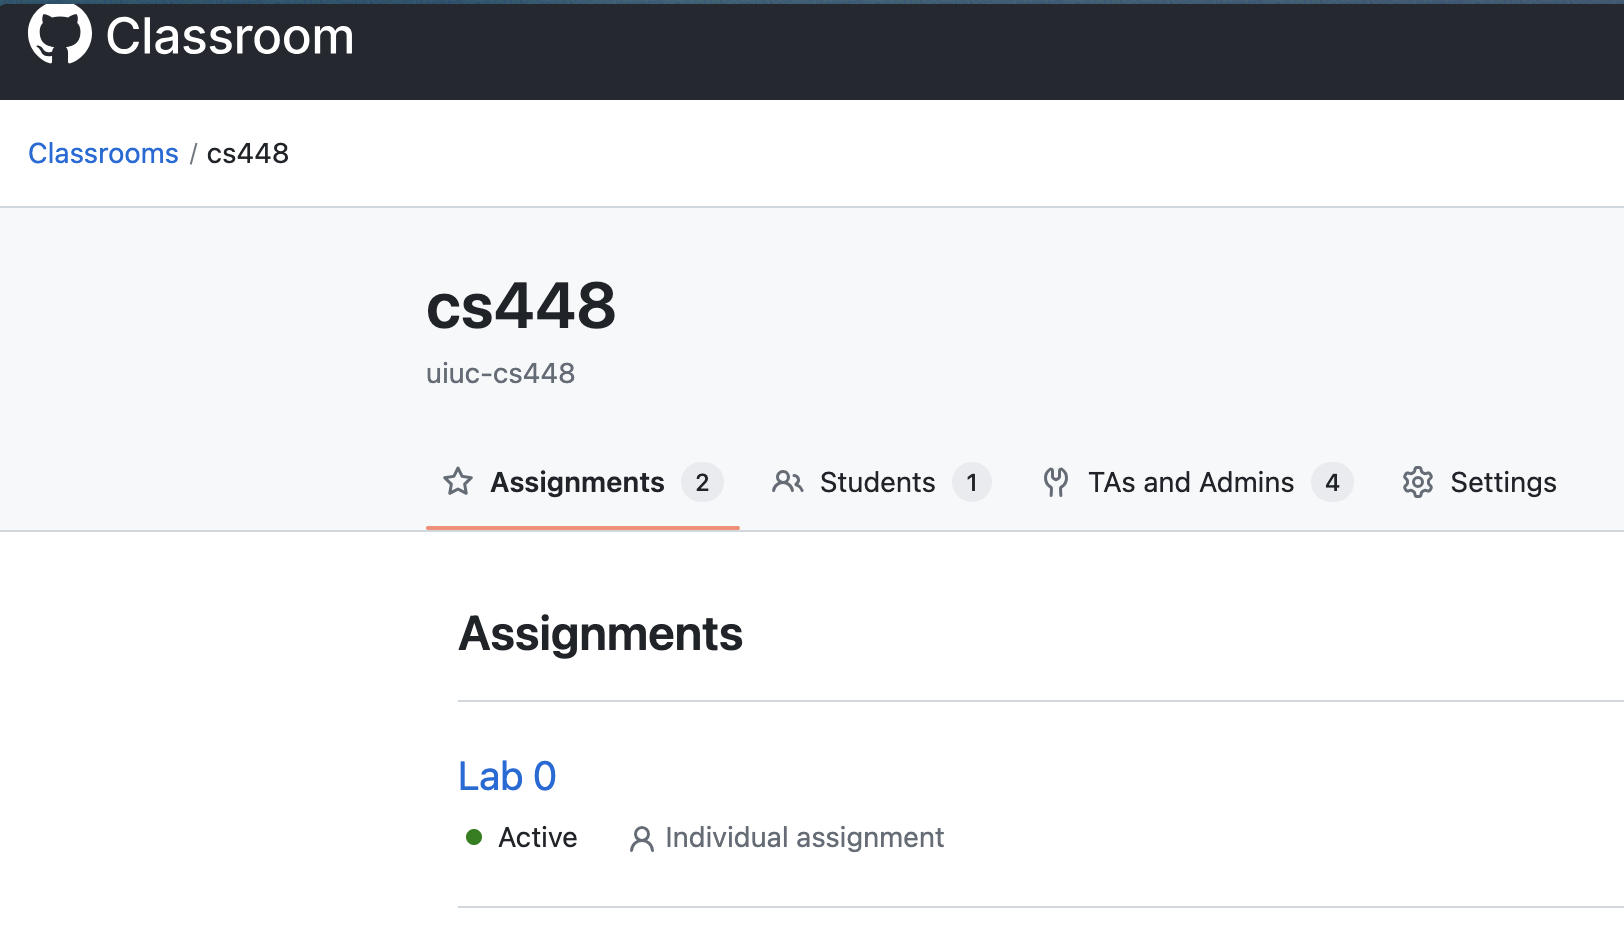 Classroom
Classrooms / cs448
cs448
uiuc-cs448
Assignments 2 Students 1 TAs and Admins 4 Settings
Assignments
Lab 0
Active Individual assignment